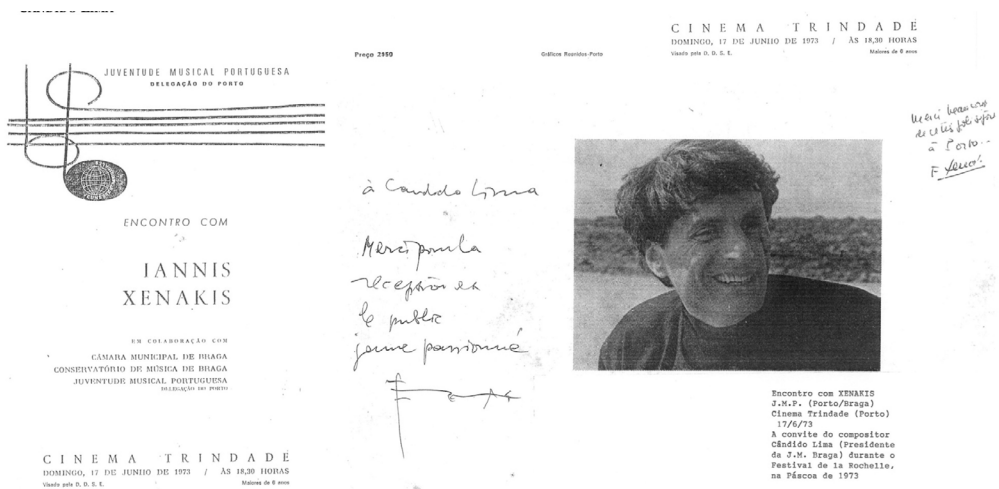 JUVENTUDE MUSICAL PORTUGUESA
DELEGAÇÃO DO PORTO
ENCONTRO COM
IANNIS
XENAKIS
EM COLABORAÇÃO COM
CÂMARA MUNICIPAL DE BRAGA
CONSERVATÓRIO DE MÚSICA DE BRAGA
JUVENTUDE MUSICAL PORTUGUESA
DELEGAÇÃO DO PORTO
CINEMA TRINDADE
DOMINGO, 17 DE JUNHO DE 1973 / ÀS 18,30 HORAS
Visado pela D. D. S. E. Maiores de 6 anos
Preço 2$50 Gráficos Reunidos-Porto
CINEMA TRINDADE
DOMINGO, 17 DE JUNHO DE 1973 / ÀS 18,30 HORAS
Visado pela D. D. S. E. Maiores de 6 anos
à Candido Lima
Merci pour la
reception et
le public
jeune passionné
Merci beaucoup
de
à Porto...
Encontro com XENAKIS
J.M.P. (Porto/Braga)
Cinema Trindade (Porto)
17/6/73
A convite do compositor
Cândido Lima (Presidente
da J.M. Braga) durante o
Festival de la Rochelle,
na Páscoa de 1973